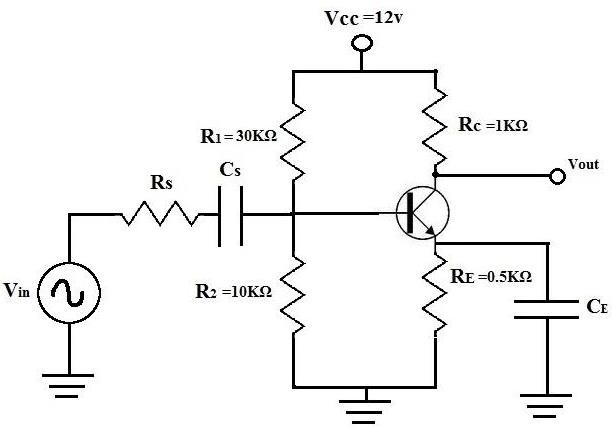 Vcc =12v
R1= 30KΩ
Rc =1KΩ
Cs
Rs
Vout
Vin
R2 =10KΩ
RE =0.5KΩ
CE